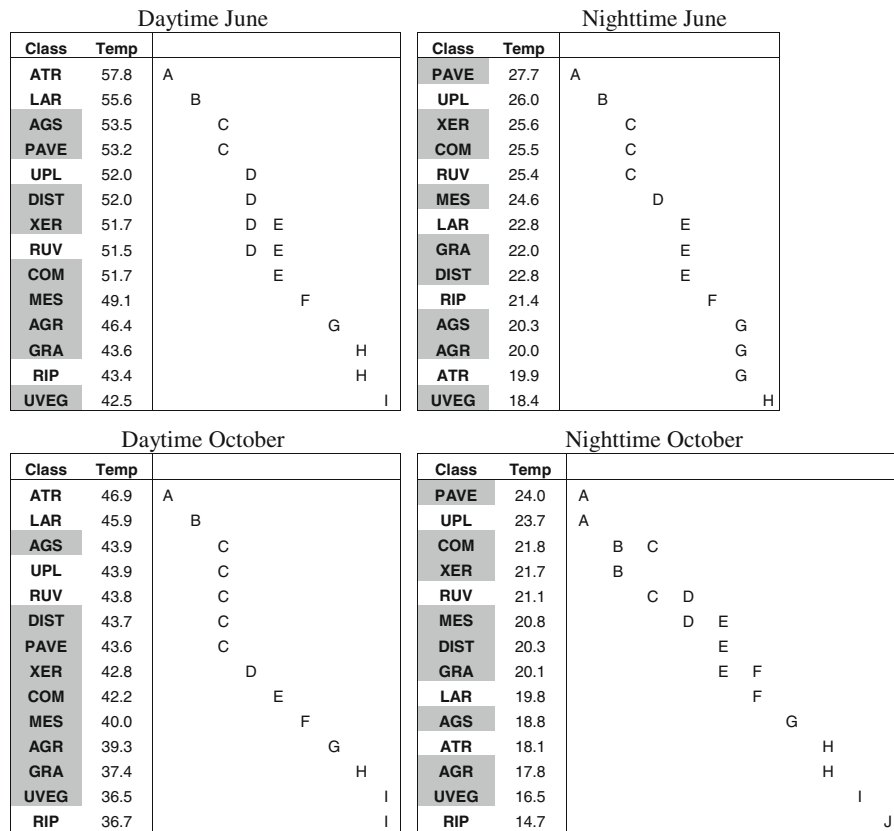 Daytime June
Class Temp
ATR 57.8 A
LAR 55.6 B
AGS 53.5 C
PAVE 53.2 C
UPL 52.0 D
DIST 52.0 D
XER 51.7 D E
RUV 51.5 D E
COM 51.7 E
MES 49.1 F
AGR 46.4 G
GRA 43.6 H
RIP 43.4 H
UVEG 42.5 I
Nighttime June
Class Temp
PAVE 27.7 A
UPL 26.0 B
XER 25.6 C
COM 25.5 C
RUV 25.4 C
MES 24.6 D
LAR 22.8 E
GRA 22.0 E
DIST 22.8 E
RIP 21.4 F
AGS 20.3 G
AGR 20.0 G
ATR 19.9 G
UVEG 18.4 H
Daytime October
Class Temp
ATR 46.9 A
LAR 45.9 B
AGS 43.9 C
UPL 43.9 C
RUV 43.8 C
DIST 43.7 C
PAVE 43.6 C
XER 42.8 D
COM 42.2 E
MES 40.0 F
AGR 39.3 G
GRA 37.4 H
UVEG 36.5 I
RIP 36.7 I
Nighttime October
Class Temp
PAVE 24.0 A
UPL 23.7 A
COM 21.8 B C
XER 21.7 B
RUV 21.1 C D
MES 20.8 D E
DIST 20.3 E
GRA 20.1 E F
LAR 19.8 F
AGS 18.8 G
ATR 18.1 H
AGR 17.8 H
UVEG 16.5 I
RIP 14.7 J